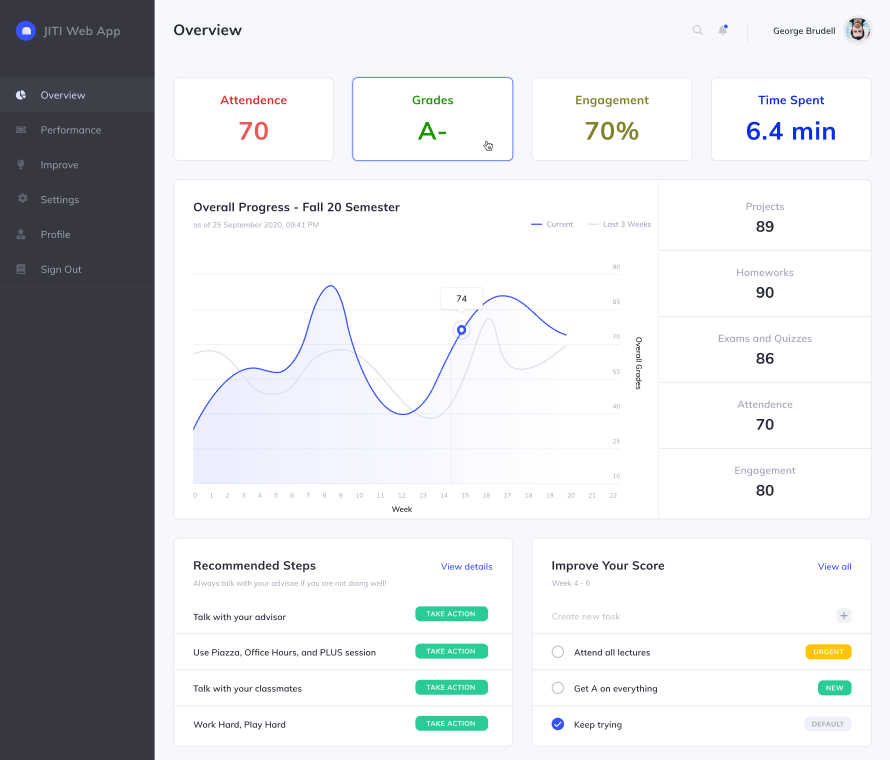 JITI Web App
Overview
Performance
Improve
Settings
Profile
Sign Out
Overview
George Brudell
Attendence
70
Grades
A-
Engagement
70%
Time Spent
6.4 min
Overall Progress - Fall 20 Semester
as of 25 September 2020, 09:41 PM
Current
Last 3 Weeks
90
85
70
55
40
25
10
74
Overall Grades
0 1 2 3 4 5 6 7 8 9 10 11 12 13 14 15 16 17 18 19 20 21 22
Week
Projects
89
Homeworks
90
Exams and Quizzes
86
Attendence
70
Engagement
80
Recommended Steps
View details
Always talk with your advisoe if you are not doing well!
Talk with your advisor
TAKE ACTION
Use Piazza, Office Hours, and PLUS session
TAKE ACTION
Talk with your classmates
TAKE ACTION
Work Hard, Play Hard
TAKE ACTION
Improve Your Score
View all
Week 4 - 6
Create new task
Attend all lectures
URGENT
Get A on everything
NEW
Keep trying
DEFAULT